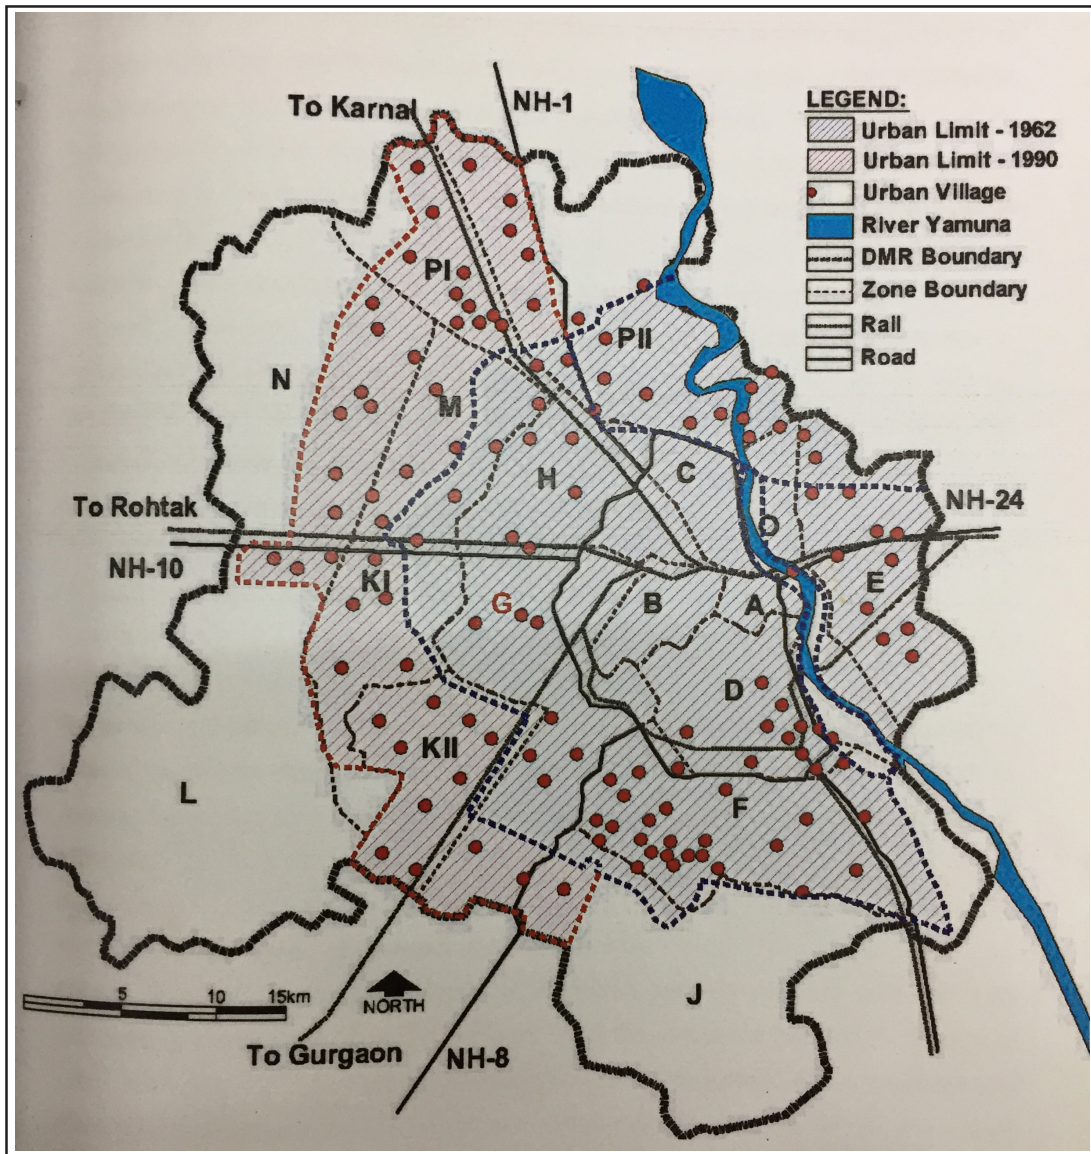 To Karnal
NH-1
LEGEND:
Urban Limit - 1962
Urban Limit - 1990
Urban Village
River Yamuna
DMR Boundary
Zone Boundary
Rail
Road
PI
PII
N
M
C
H
To Rohtak
NH-24
O
NH-10
KI
E
G
B
A
D
KII
L
F
J
5
10
15km
NORTH
To Gurgaon
NH-8